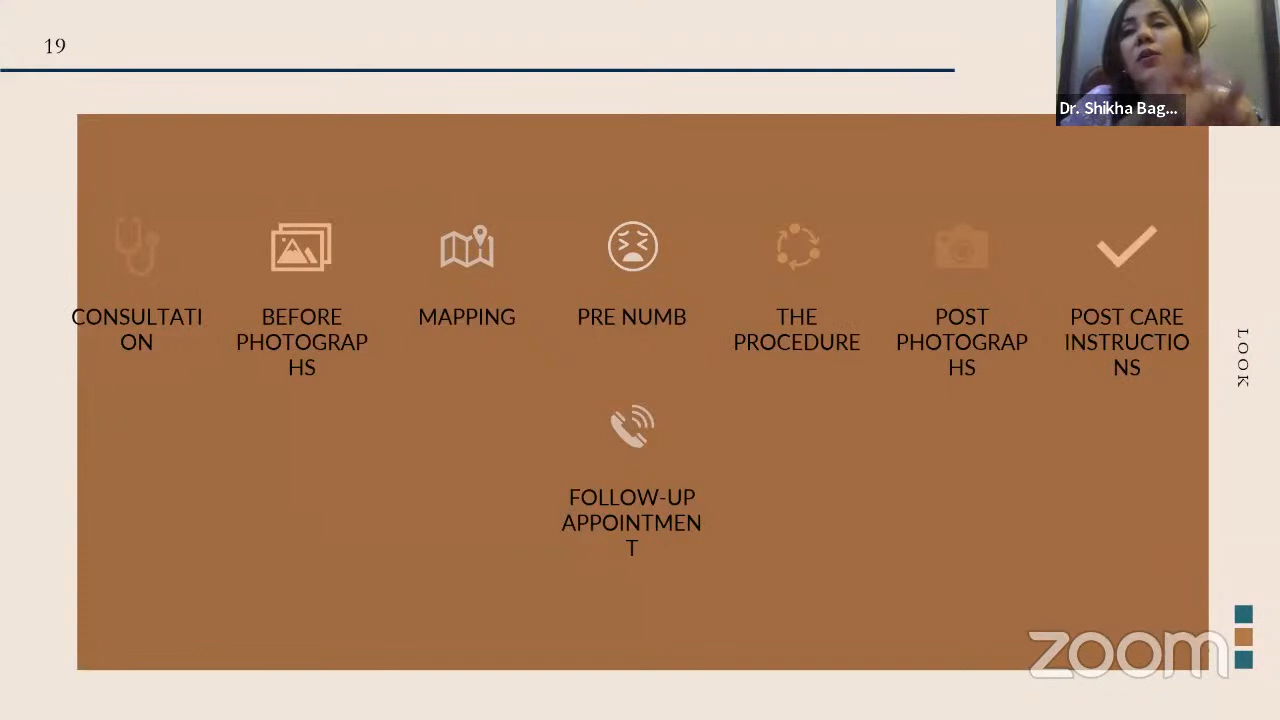 19
Dr. Shikha Bag...
CONSULTATI
ON
BEFORE
PHOTOGRAP
HS
MAPPING
PRE NUMB
THE
PROCEDURE
POST
PHOTOGRAP
HS
POST CARE
INSTRUCTIO
NS
LOOK
FOLLOW-UP
APPOINTMEN
T
zoom